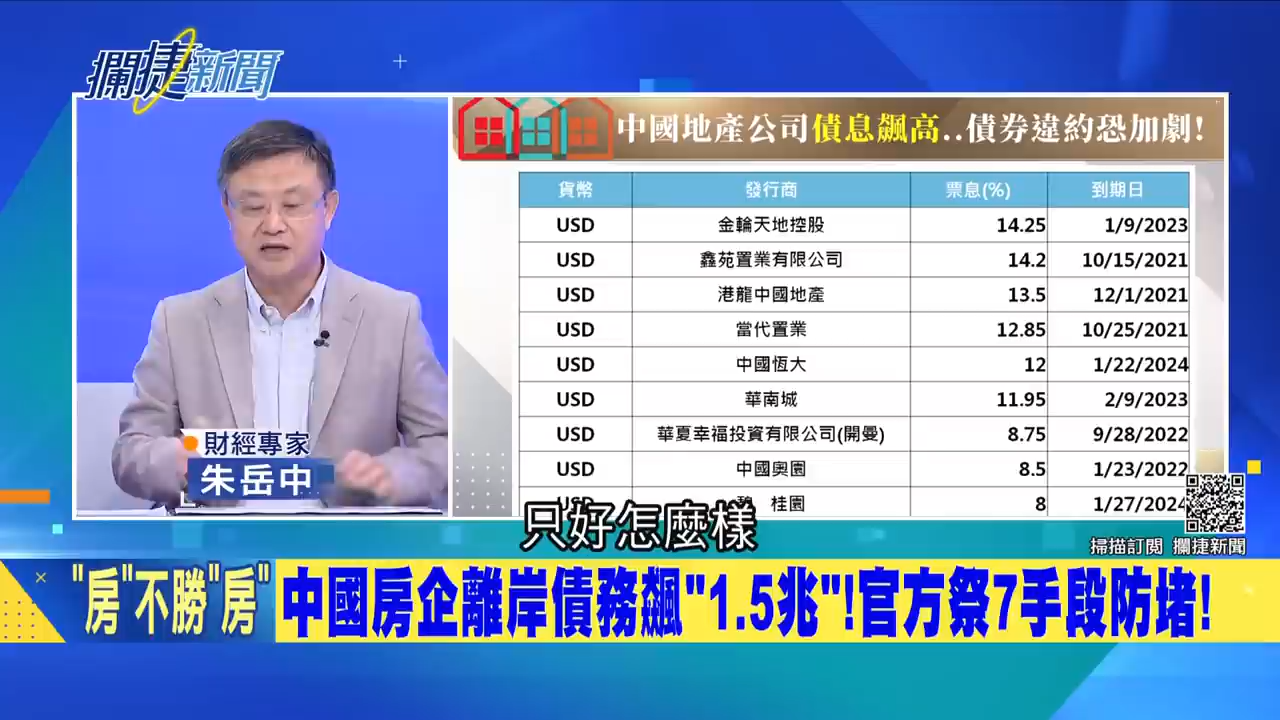 攔捷新聞
中國地產公司債息飆高..債券違約恐加劇!
貨幣 發行商 票息(%) 到期日
USD 金輪天地控股 14.25 1/9/2023
USD 鑫苑置業有限公司 14.2 10/15/2021
USD 港龍中國地產 13.5 12/1/2021
USD 當代置業 12.85 10/25/2021
USD 中國恆大 12 1/22/2024
USD 華南城 11.95 2/9/2023
USD 華夏幸福投資有限公司(開曼) 8.75 9/28/2022
USD 中國奧園 8.5 1/23/2022
USD 碧桂園 8 1/27/2024
財經專家
朱岳中
只好怎麼樣
掃描訂閱 攔捷新聞
"房"不勝"房"
中國房企離岸債務飆"1.5兆"!官方祭7手段防堵!